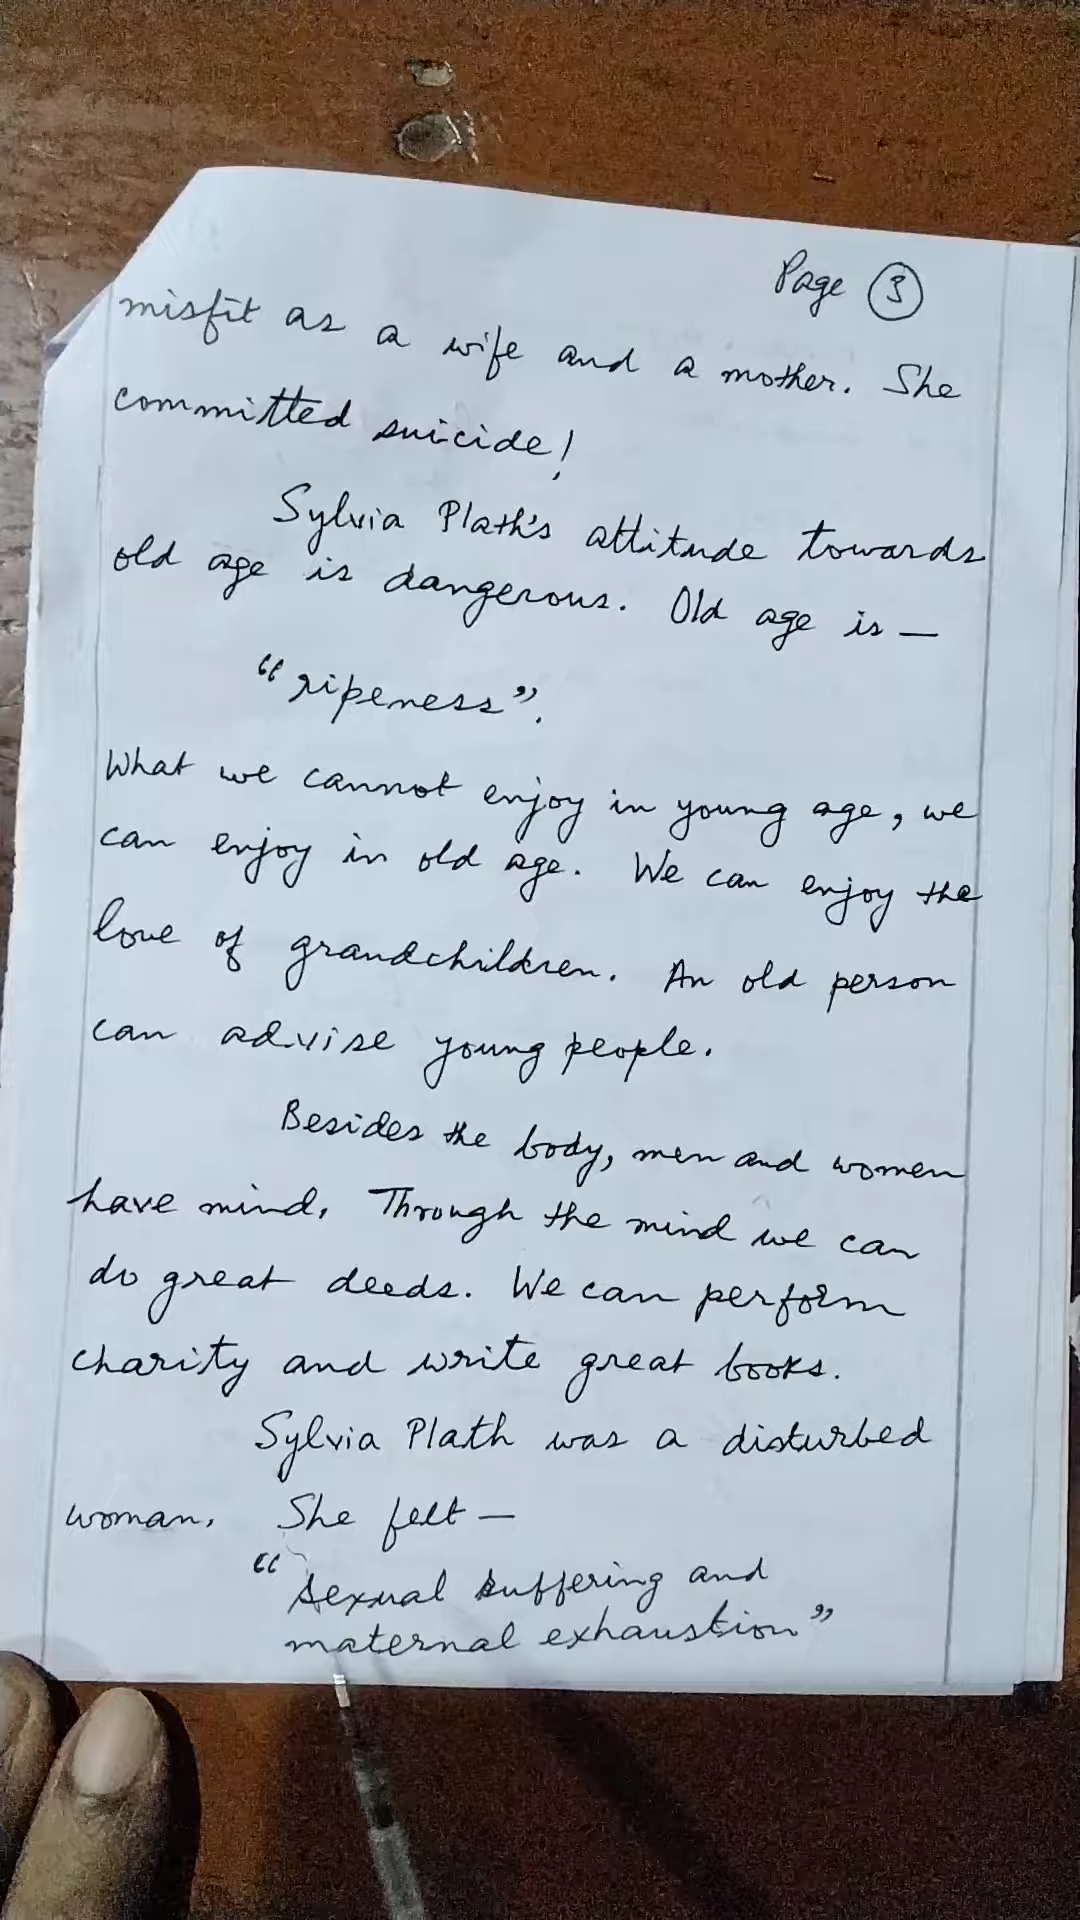 Page 3
misfit as a wife and a mother. She
committed suicide!
Sylvia Plath's attitude towards
old age is dangerous. Old age is —
"ripeness".
What we cannot enjoy in young age, we
can enjoy in old age. We can enjoy the
love of grandchildren. An old person
can advise young people.
Besides the body, men and women
have mind. Through the mind we can
do great deeds. We can perform
charity and write great books.
Sylvia Plath was a disturbed
woman. She felt —
"sexual suffering and
maternal exhaustion"